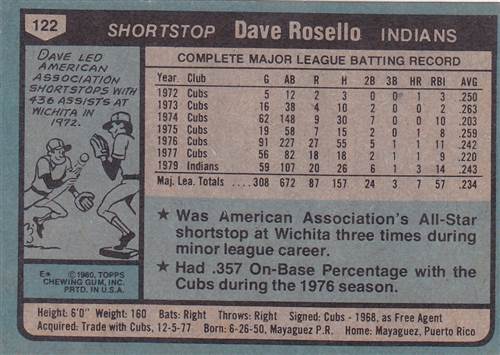 122 SHORTSTOP Dave Rosello INDIANS
DAVE LED
AMERICAN
ASSOCIATION
SHORTSTOPS WITH
436 ASSISTS AT
WICHITA IN
1972.
COMPLETE MAJOR LEAGUE BATTING RECORD
Year Club G AB R H 2B 3B HR RBI AVG.
1972 Cubs 5 12 2 3 0 0 1 3 .250
1973 Cubs 16 38 4 10 2 0 0 2 .263
1974 Cubs 62 148 9 30 7 0 0 10 .203
1975 Cubs 19 58 7 15 2 0 1 8 .259
1976 Cubs 91 227 27 55 5 1 1 11 .242
1977 Cubs 56 82 18 18 2 1 1 9 .220
1979 Indians 59 107 20 26 6 1 3 14 .243
Maj. Lea. Totals 308 672 87 157 24 3 7 57 .234
★ Was American Association's All-Star
shortstop at Wichita three times during
minor league career.
★ Had .357 On-Base Percentage with the
Cubs during the 1976 season.
E* ©1980, TOPPS
CHEWING GUM, INC.
PRTD. IN U.S.A.
Height: 6'0" Weight: 160 Bats: Right Throws: Right Signed: Cubs - 1968, as Free Agent
Acquired: Trade with Cubs, 12-5-77 Born: 6-26-50, Mayaguez P.R. Home: Mayaguez, Puerto Rico